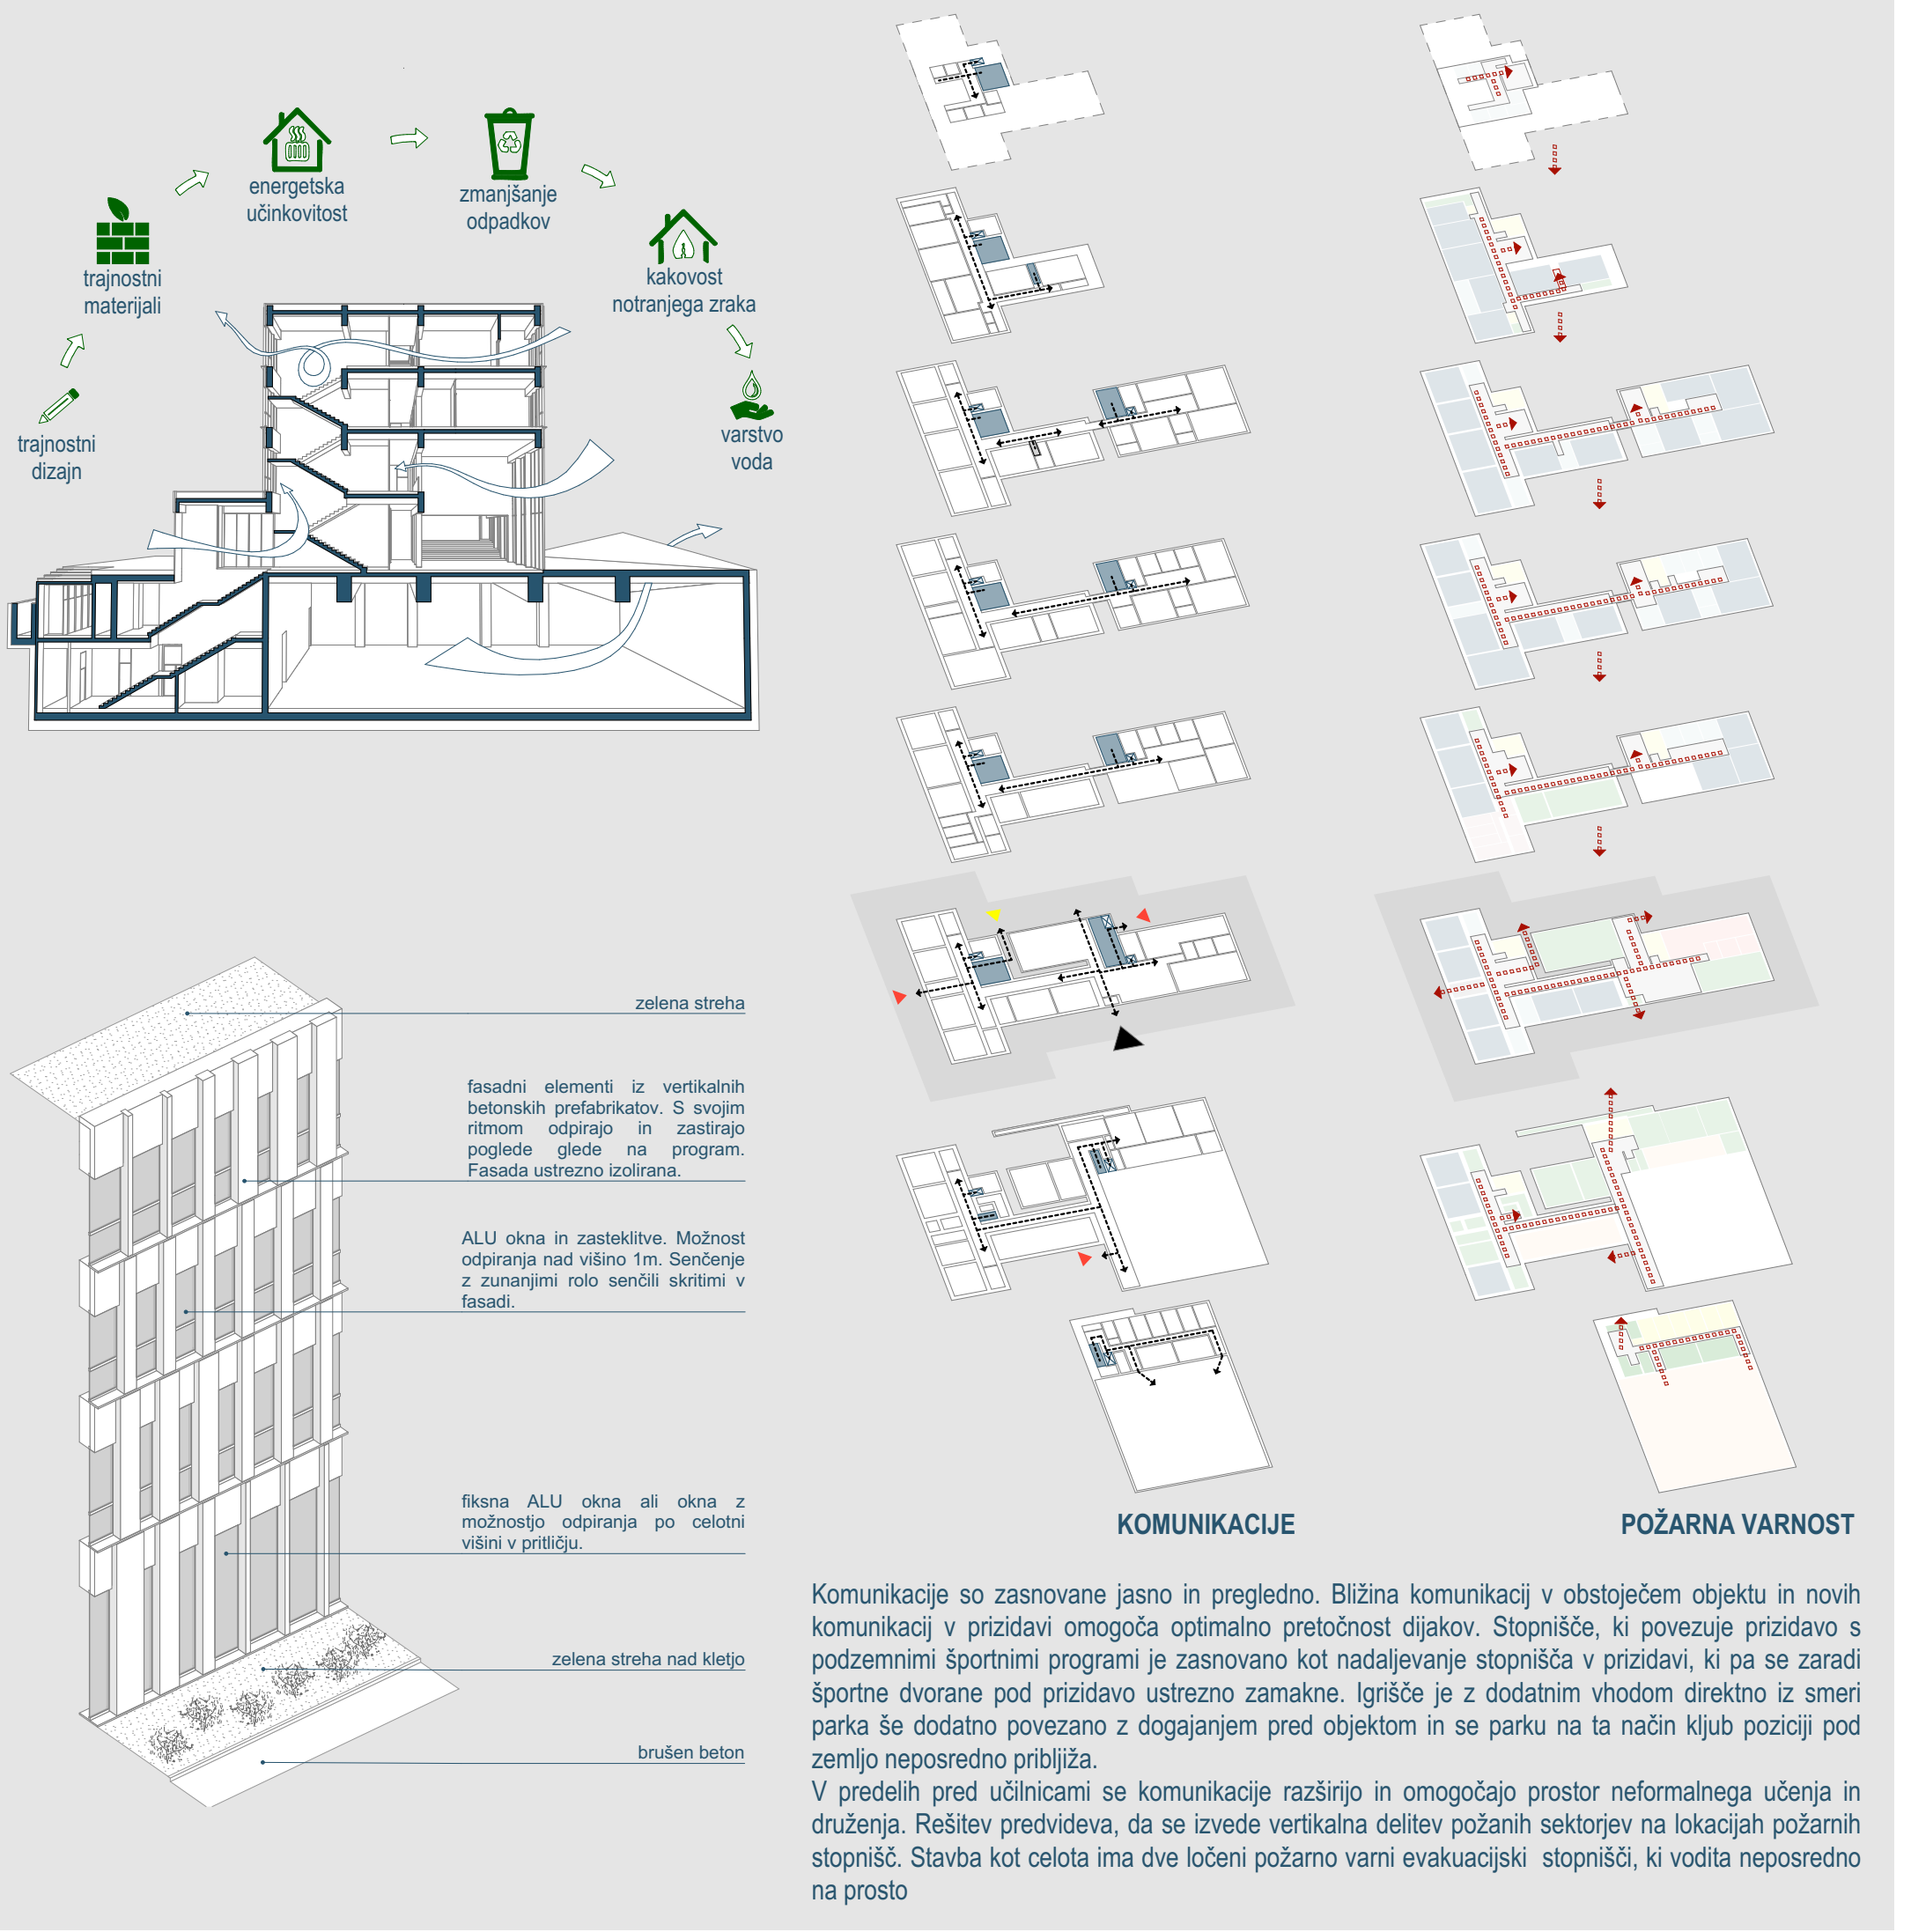 energetska
učinkovitost
zmanjšanje
odpadkov
trajnostni
materijali
kakovost
notranjega zraka
trajnostni
dizajn
varstvo
voda
zelena streha
fasadni elementi iz vertikalnih
betonskih prefabrikatov. S svojim
ritmom odpirajo in zastirajo
poglede glede na program.
Fasada ustrezno izolirana.
ALU okna in zasteklitve. Možnost
odpiranja nad višino 1m. Senčenje
z zunanjimi rolo senčili skritimi v
fasadi.
fiksna ALU okna ali okna z
možnostjo odpiranja po celotni
višini v pritličju.
zelena streha nad kletjo
brušen beton
KOMUNIKACIJE
POŽARNA VARNOST
Komunikacije so zasnovane jasno in pregledno. Bližina komunikacij v obstoječem objektu in novih
komunikacij v prizidavi omogoča optimalno pretočnost dijakov. Stopnišče, ki povezuje prizidavo s
podzemnimi športnimi programi je zasnovano kot nadaljevanje stopnišča v prizidavi, ki pa se zaradi
športne dvorane pod prizidavo ustrezno zamakne. Igrišče je z dodatnim vhodom direktno iz smeri
parka še dodatno povezano z dogajanjem pred objektom in se parku na ta način kljub poziciji pod
zemljo neposredno pribljiža.
V predelih pred učilnicami se komunikacije razširijo in omogočajo prostor neformalnega učenja in
druženja. Rešitev predvideva, da se izvede vertikalna delitev požanih sektorjev na lokacijah požarnih
stopnišč. Stavba kot celota ima dve ločeni požarno varni evakuacijski stopnišči, ki vodita neposredno
na prosto